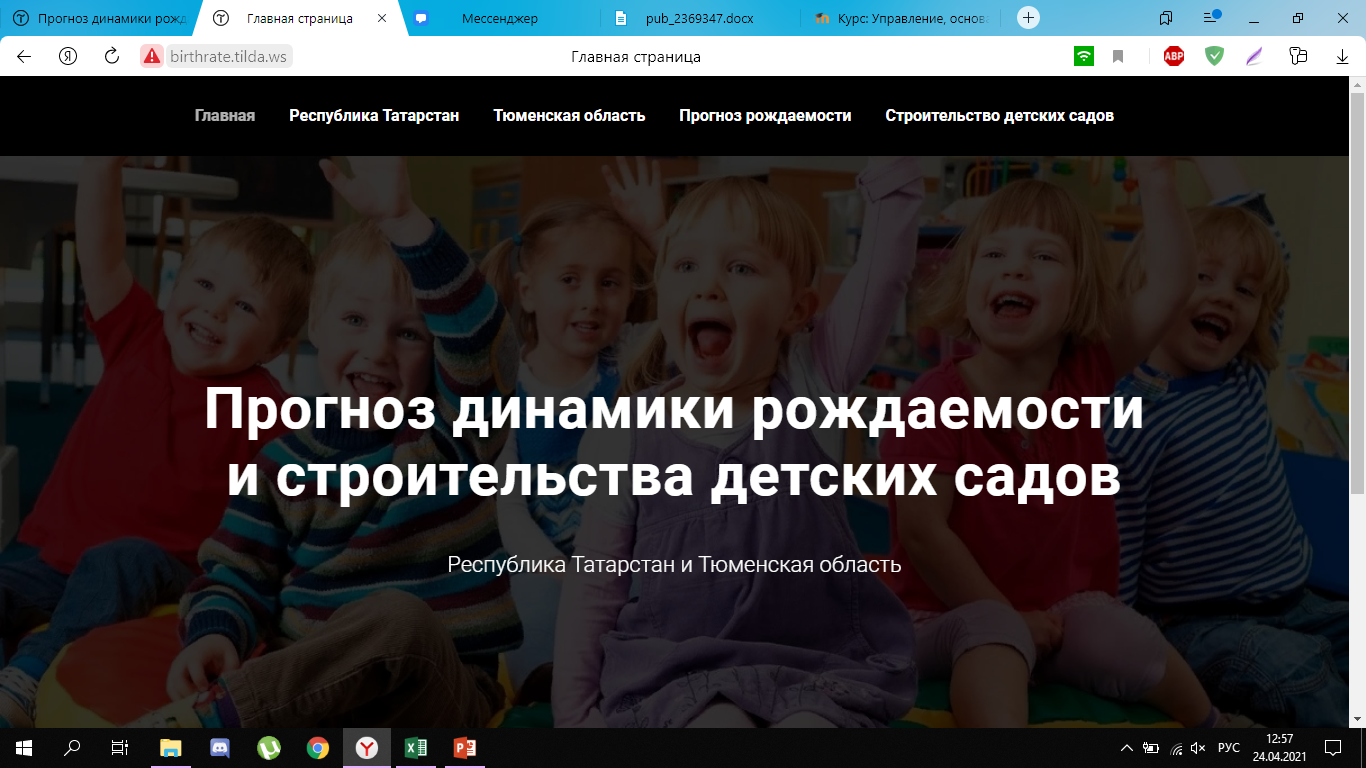 Прогноз динамики рожд
Главная страница
Мессенджер
pub_2369347.docx
Курс: Управление, основа
birthrate.tilda.ws
Главная страница
ABP
Главная
Республика Татарстан
Тюменская область
Прогноз рождаемости
Строительство детских садов
Прогноз динамики рождаемости
и строительства детских садов
Республика Татарстан и Тюменская область
РУС
12:57
24.04.2021